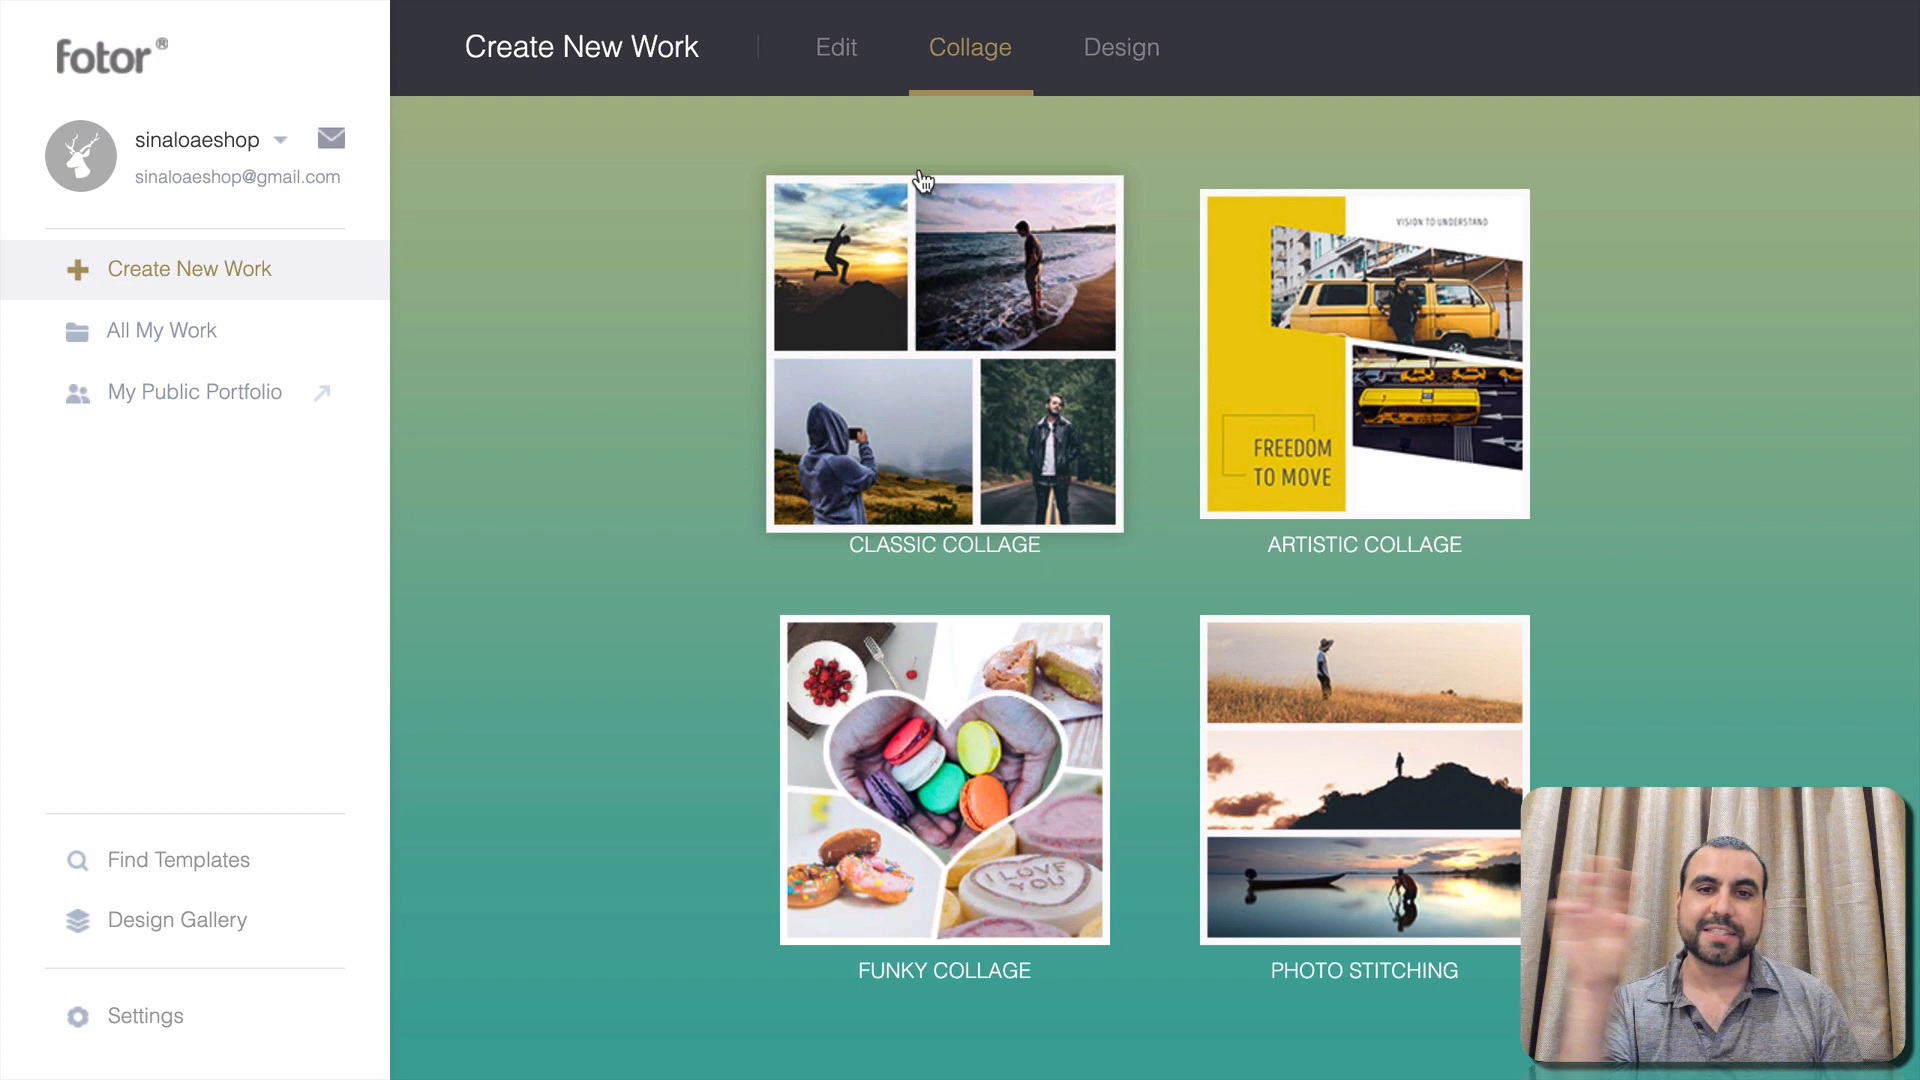 fotor®
sinaloaeshop
sinaloaeshop@gmail.com
Create New Work
All My Work
My Public Portfolio
Find Templates
Design Gallery
Settings
Create New Work
Edit
Collage
Design
VISION TO UNDERSTAND
FREEDOM
TO MOVE
CLASSIC COLLAGE
ARTISTIC COLLAGE
I LOVE
YOU
FUNKY COLLAGE
PHOTO STITCHING